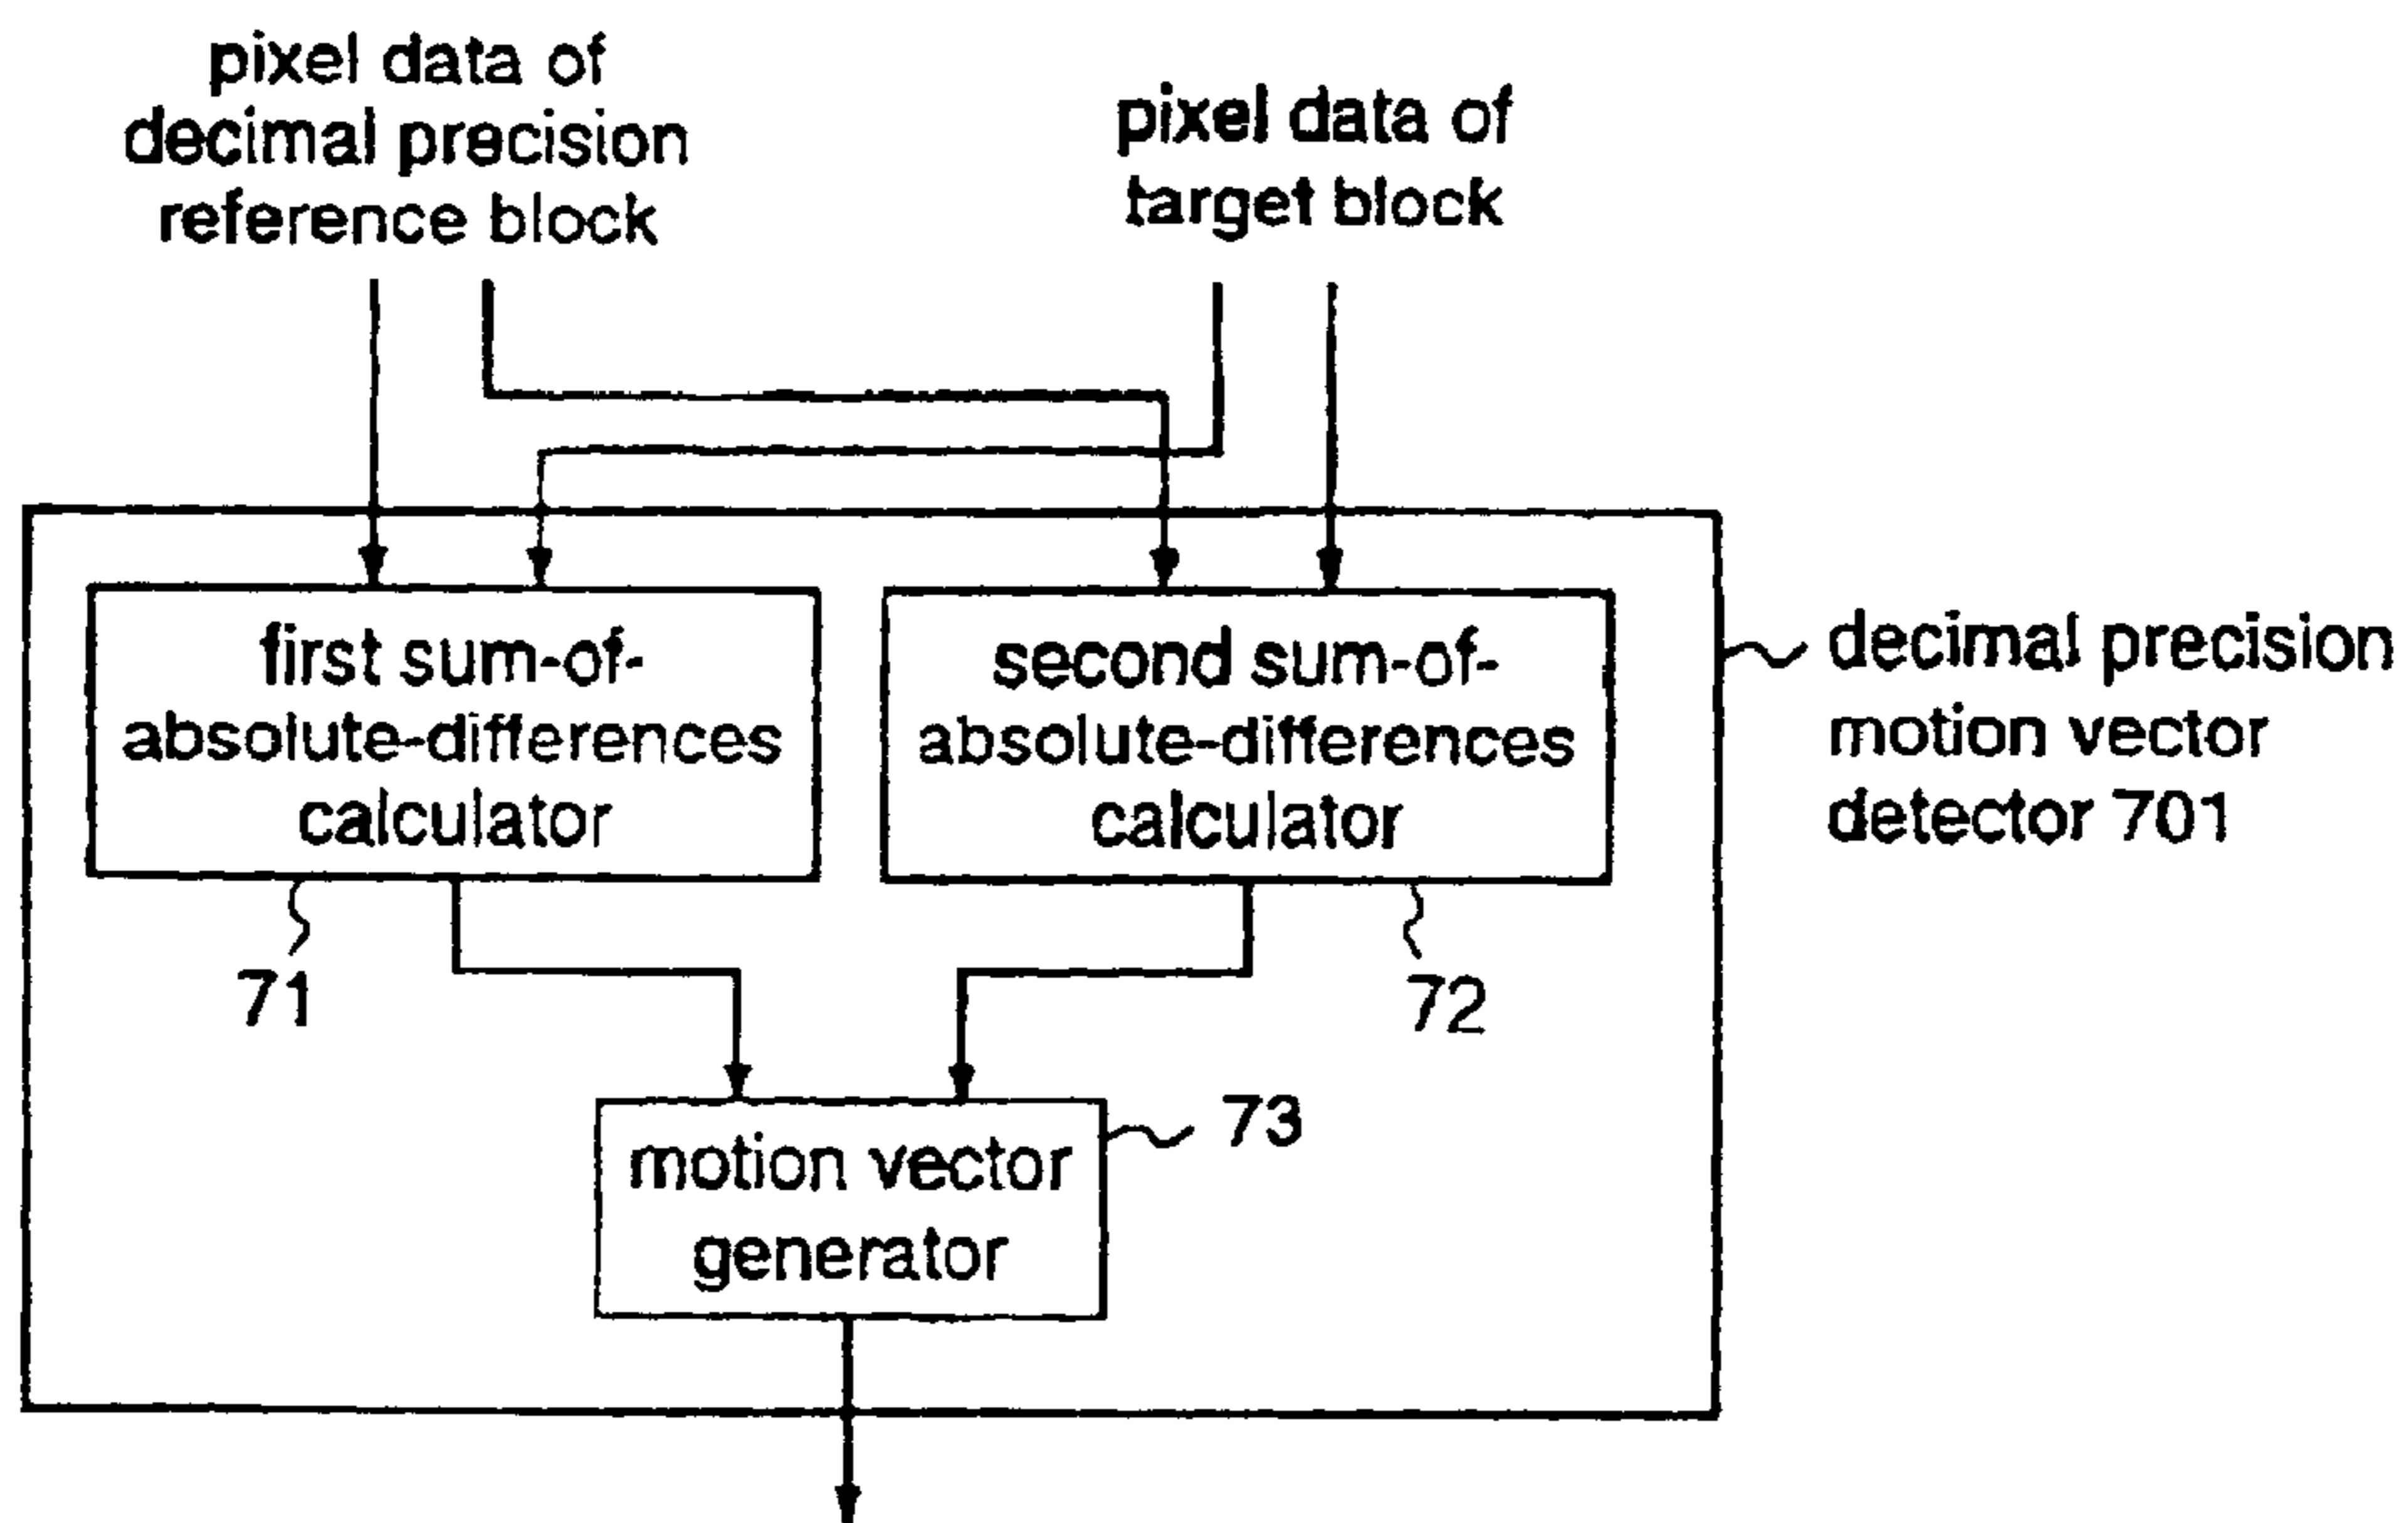 pixel data of
decimal precision
reference block
pixel data of
target block
first sum-of-
absolute-differences
calculator
second sum-of-
absolute-differences
calculator
decimal precision
motion vector
detector 701
71
72
73
motion vector
generator